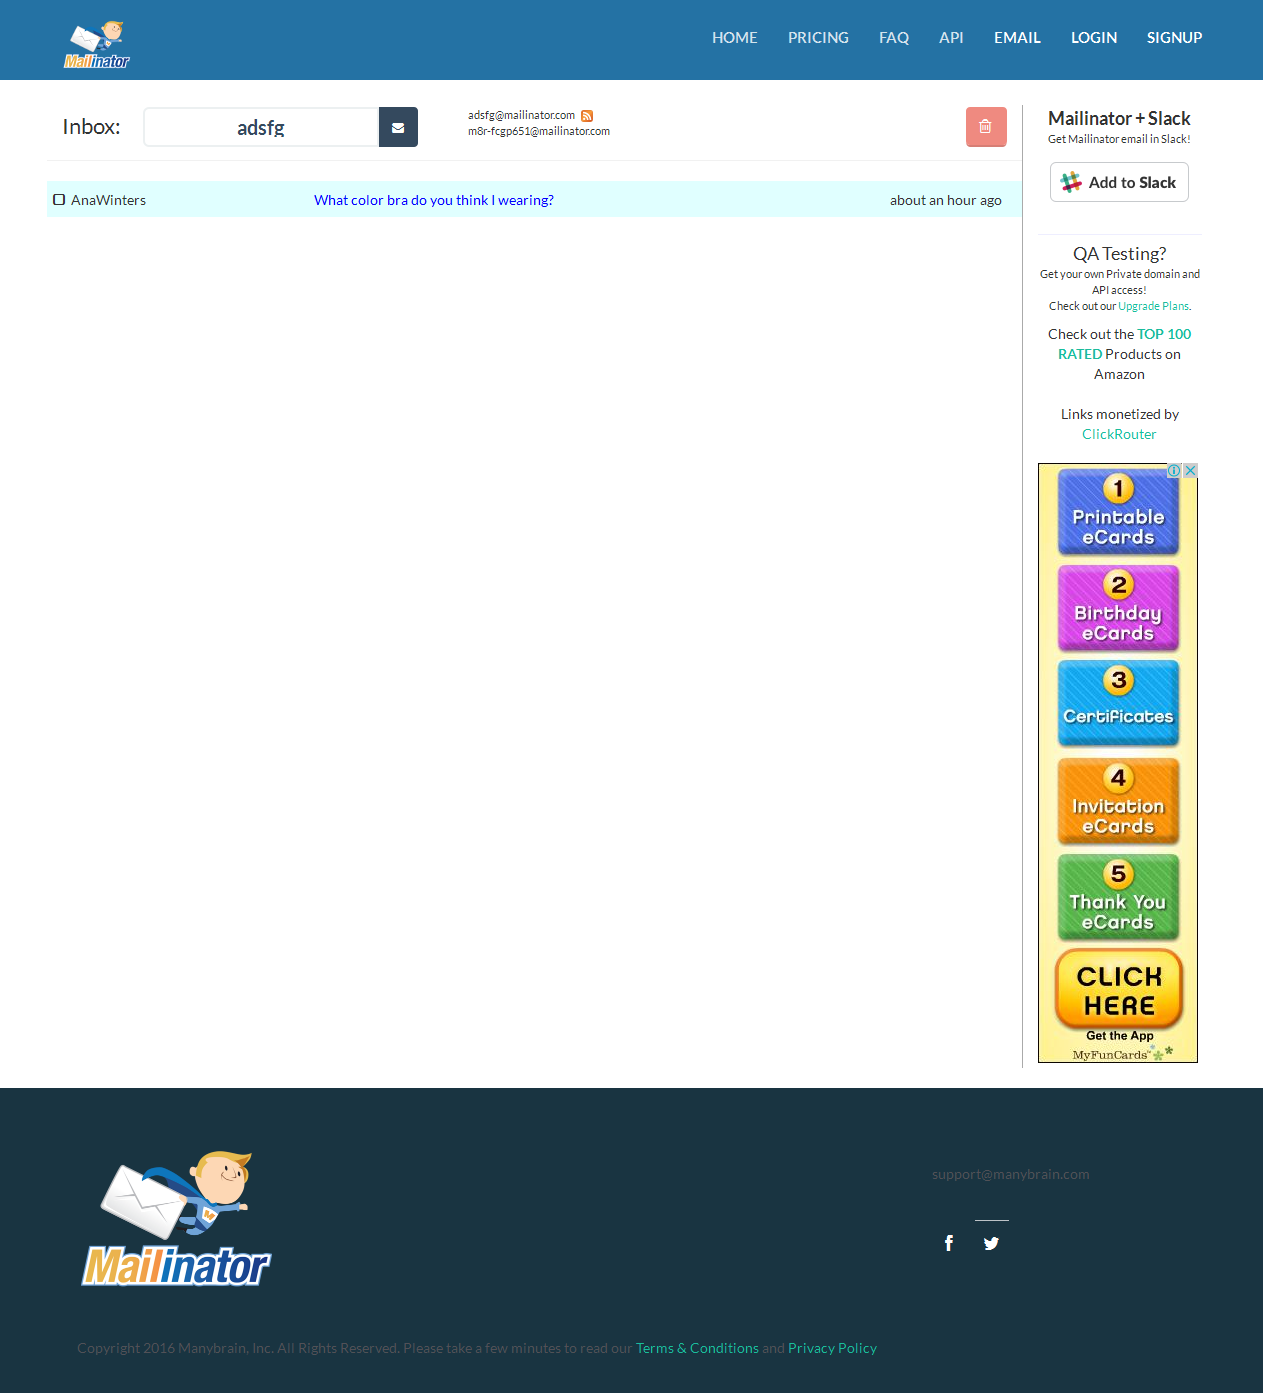 Mailinator
HOME PRICING FAQ API EMAIL LOGIN SIGNUP
Inbox: adsfg
adsfg@mailinator.com
m8r-fcgp651@mailinator.com
AnaWinters What color bra do you think I wearing? about an hour ago
Mailinator + Slack
Get Mailinator email in Slack!
Add to Slack
QA Testing?
Get your own Private domain and
API access!
Check out our Upgrade Plans.
Check out the TOP 100
RATED Products on
Amazon
Links monetized by
ClickRouter
1
Printable
eCards
2
Birthday
eCards
3
Certificates
4
Invitation
eCards
5
Thank You
eCards
CLICK
HERE
Get the App
MyFunCards™
M
Mailinator
support@manybrain.com
Copyright 2016 Manybrain, Inc. All Rights Reserved. Please take a few minutes to read our Terms & Conditions and Privacy Policy